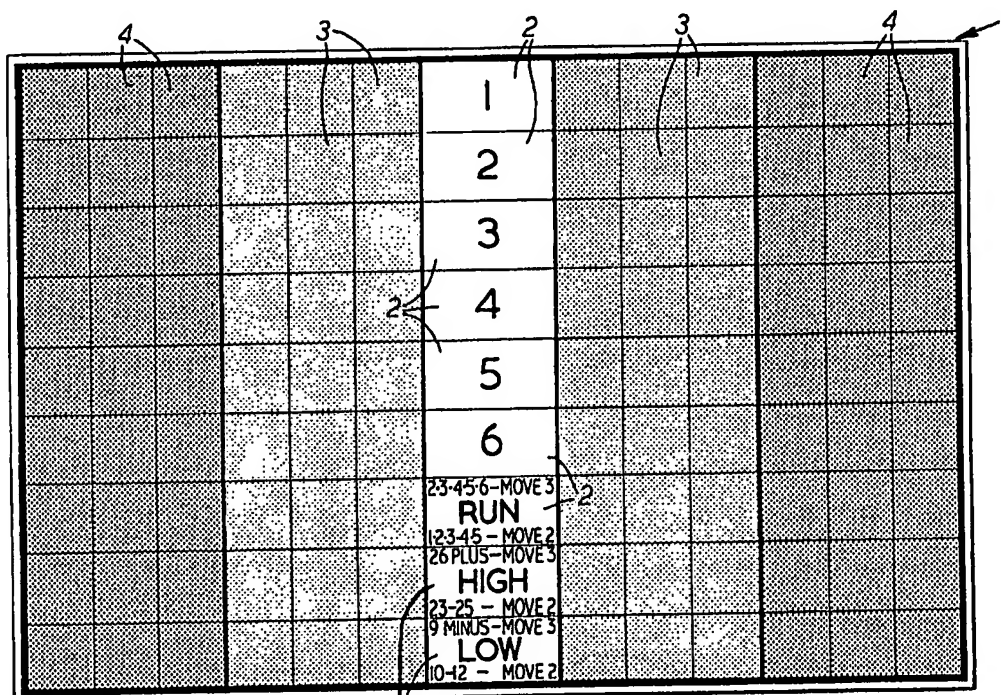 4 3 2 3 4
1
2
3
2 4
5
6
2·3·4·5·6–MOVE 3
RUN 2
1·2·3·4·5 – MOVE 2
26 PLUS–MOVE 3
HIGH
23-25 – MOVE 2
9 MINUS–MOVE 3
LOW
10-12 – MOVE 2